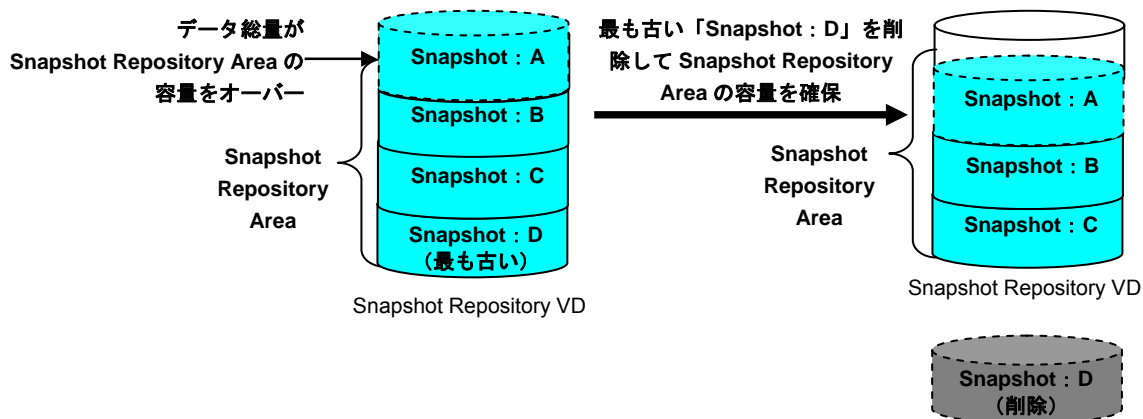 データ総量が
Snapshot Repository Area の
容量をオーバー
Snapshot
Repository
Area
Snapshot：A
Snapshot：B
Snapshot：C
Snapshot：D
（最も古い）
Snapshot Repository VD
最も古い「Snapshot：D」を削
除して Snapshot Repository
Area の容量を確保
Snapshot
Repository
Area
Snapshot：A
Snapshot：B
Snapshot：C
Snapshot Repository VD
Snapshot：D
（削除）